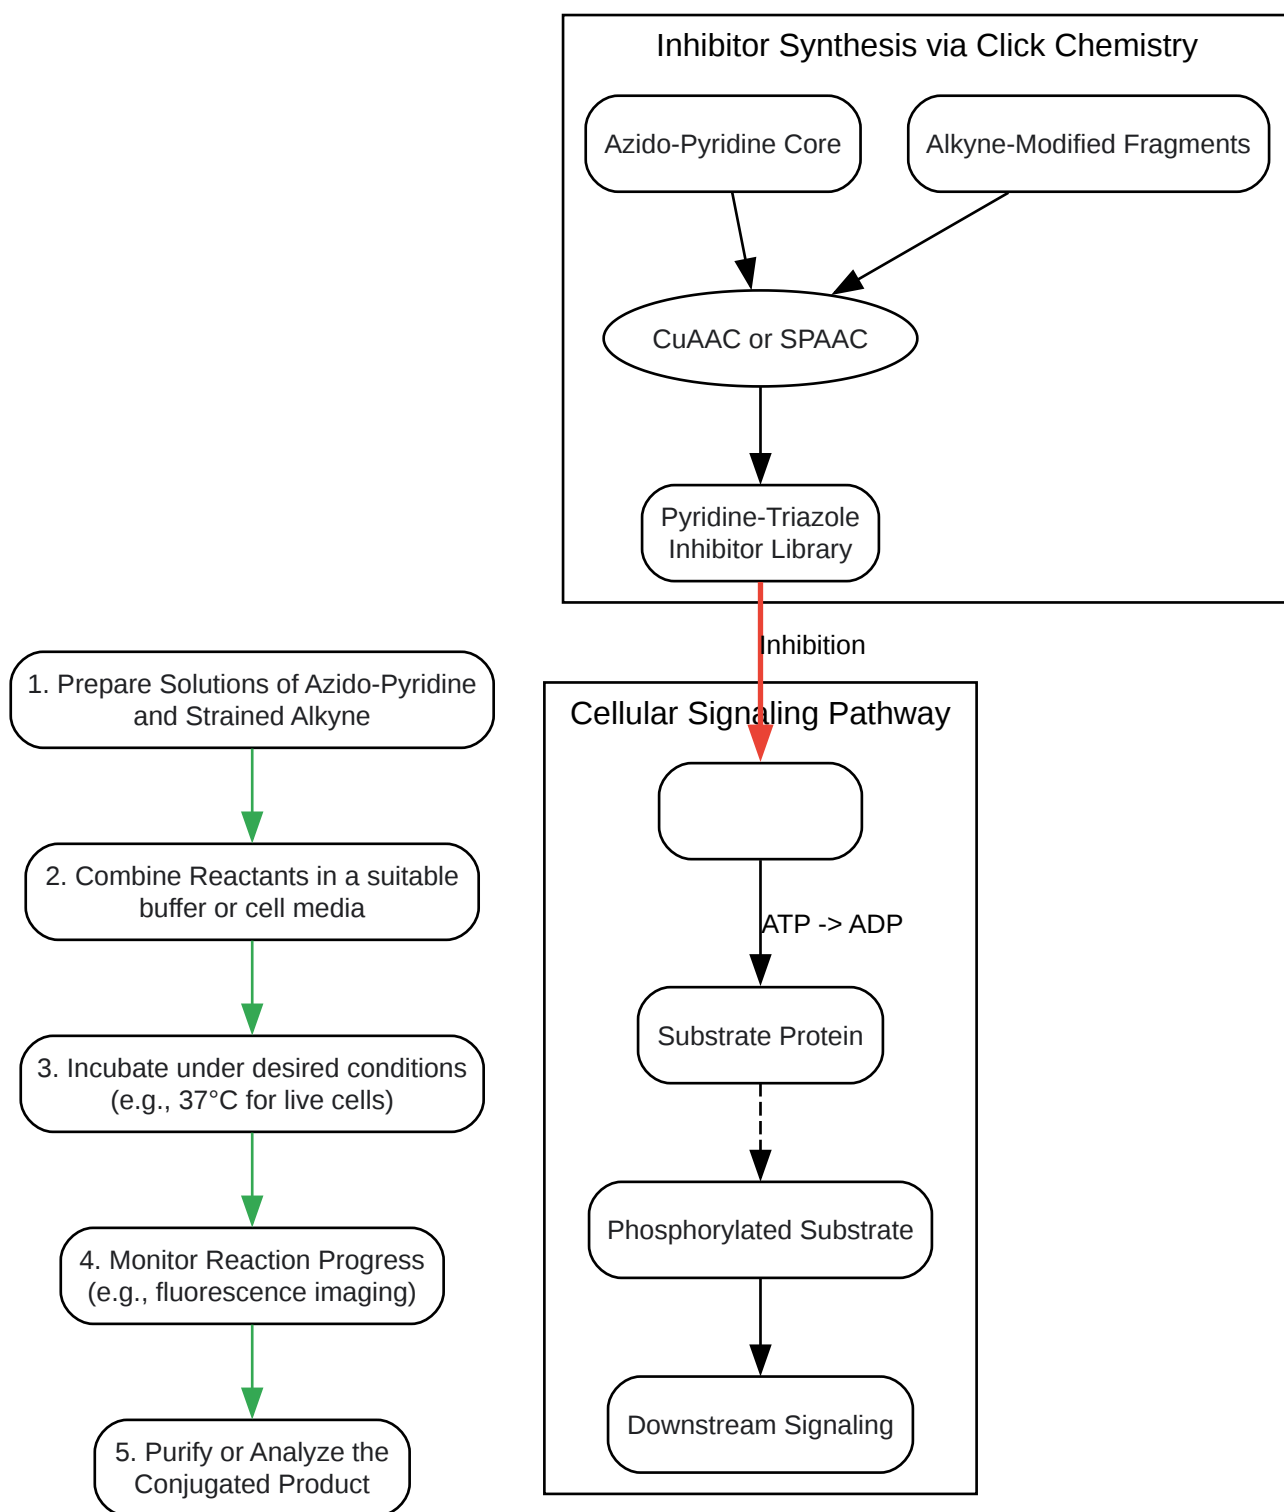 Inhibitor Synthesis via Click Chemistry
Azido-Pyridine Core
Alkyne-Modified Fragments
CuAAC or SPAAC
Pyridine-Triazole
Inhibitor Library
Inhibition
Cellular Signaling Pathway
ATP -> ADP
Substrate Protein
Phosphorylated Substrate
Downstream Signaling
1. Prepare Solutions of Azido-Pyridine
and Strained Alkyne
2. Combine Reactants in a suitable
buffer or cell media
3. Incubate under desired conditions
(e.g., 37°C for live cells)
4. Monitor Reaction Progress
(e.g., fluorescence imaging)
5. Purify or Analyze the
Conjugated Product